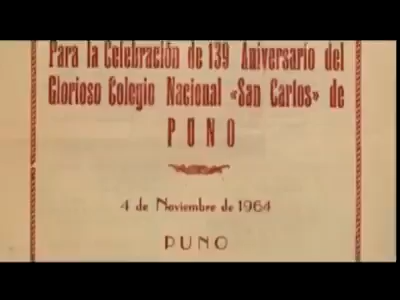 Para la Celebración de 139 Aniversario del
Glorioso Colegio Nacional «San Carlos» de
PUNO
4 de Noviembre de 1964
PUNO